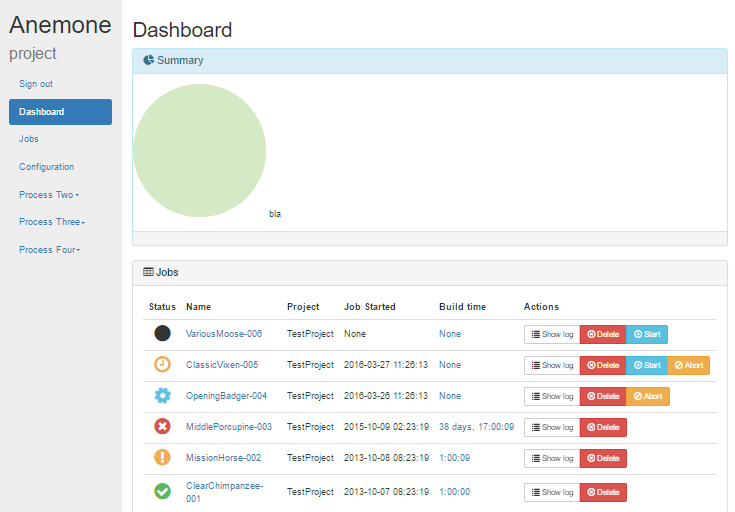 Anemone
project
Sign out
Dashboard
Jobs
Configuration
Process Two
Process Three
Process Four
Dashboard
Summary
bla
Jobs
Status Name Project Job Started Build time Actions
VariousMoose-006 TestProject None None Show log Delete Start
ClassicVixen-005 TestProject 2016-03-27 11:26:13 None Show log Delete Start Abort
OpeningBadger-004 TestProject 2016-03-26 11:26:13 None Show log Delete Abort
MiddlePorcupine-003 TestProject 2015-10-09 02:23:19 38 days, 17:00:09 Show log Delete
MissionHorse-002 TestProject 2013-10-08 08:23:19 1:00:09 Show log Delete
ClearChimpanzee-
001 TestProject 2013-10-07 08:23:19 1:00:00 Show log Delete